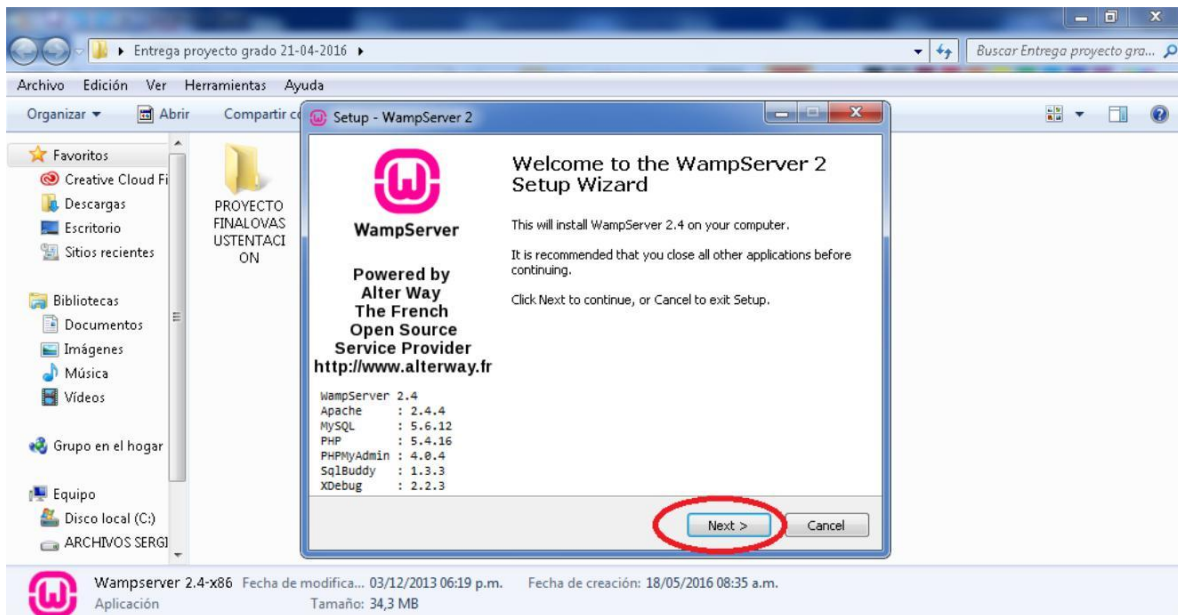 Entrega proyecto grado 21-04-2016
Buscar Entrega proyecto gra...
Archivo Edición Ver Herramientas Ayuda
Organizar Abrir Compartir
Setup - WampServer 2
Favoritos
Creative Cloud Fi
Descargas
Escritorio
Sitios recientes
Bibliotecas
Documentos
Imágenes
Música
Vídeos
Grupo en el hogar
Equipo
Disco local (C:)
ARCHIVOS SERGI
PROYECTO
FINALOVAS
USTENTACI
ON
WampServer
Powered by
Alter Way
The French
Open Source
Service Provider
http://www.alterway.fr
WampServer 2.4
Apache : 2.4.4
MySQL : 5.6.12
PHP : 5.4.16
PHPMyAdmin : 4.0.4
SqlBuddy : 1.3.3
XDebug : 2.2.3
Welcome to the WampServer 2
Setup Wizard
This will install WampServer 2.4 on your computer.
It is recommended that you close all other applications before
continuing.
Click Next to continue, or Cancel to exit Setup.
Next > Cancel
Wampserver 2.4-x86 Fecha de modifica... 03/12/2013 06:19 p.m. Fecha de creación: 18/05/2016 08:35 a.m.
Aplicación Tamaño: 34,3 MB